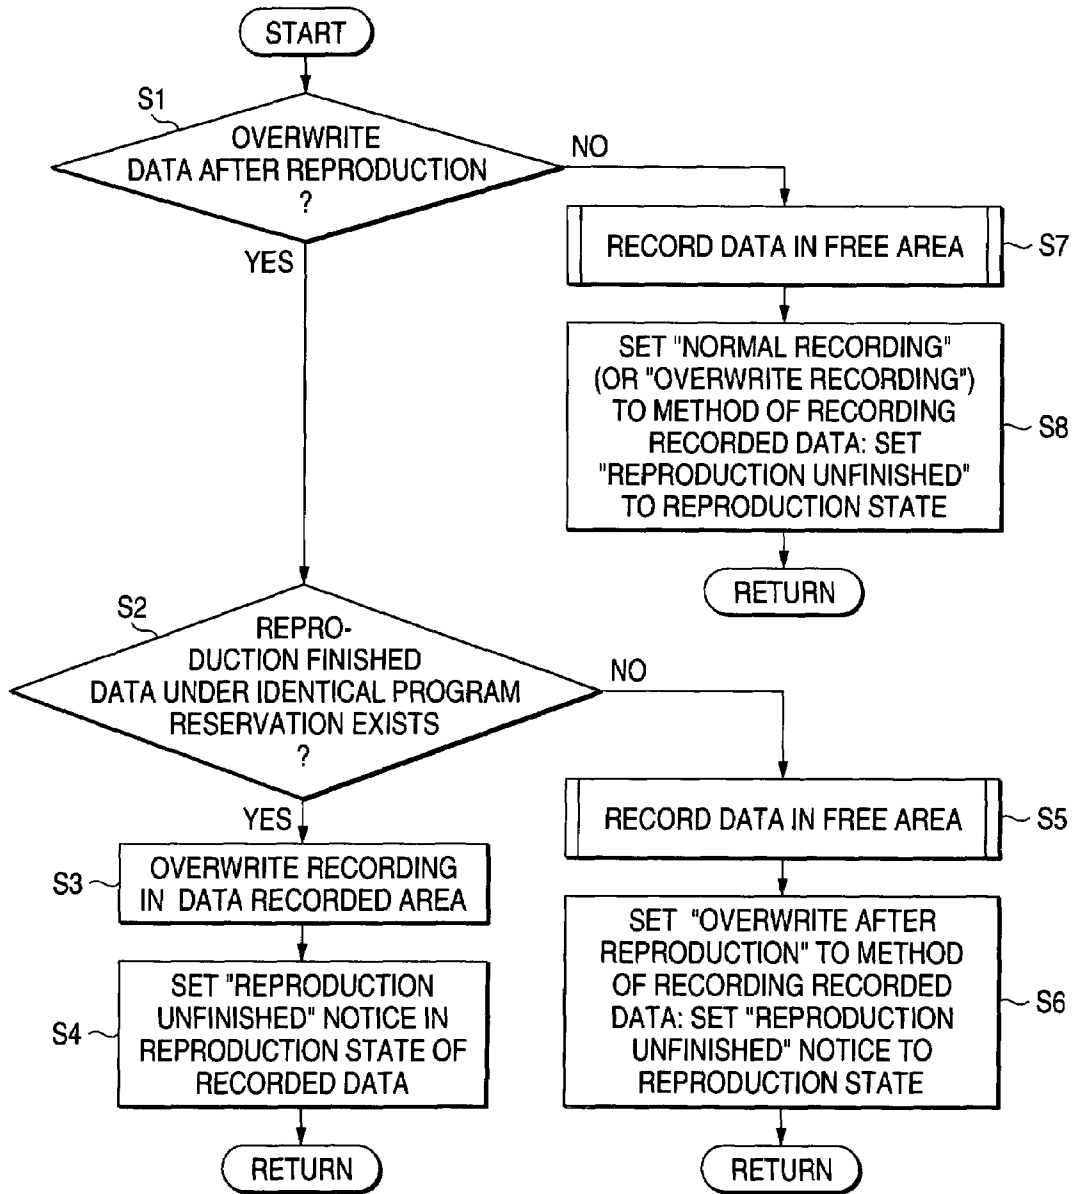 START
S1
OVERWRITE
DATA AFTER REPRODUCTION
?
NO
YES
RECORD DATA IN FREE AREA
S7
SET "NORMAL RECORDING"
(OR "OVERWRITE RECORDING")
TO METHOD OF RECORDING
RECORDED DATA: SET
"REPRODUCTION UNFINISHED"
TO REPRODUCTION STATE
S8
RETURN
S2
REPRO-
DUCTION FINISHED
DATA UNDER IDENTICAL PROGRAM
RESERVATION EXISTS
?
NO
YES
RECORD DATA IN FREE AREA
S5
S3
OVERWRITE RECORDING
IN DATA RECORDED AREA
SET "OVERWRITE AFTER
REPRODUCTION" TO METHOD
OF RECORDING RECORDED
DATA: SET "REPRODUCTION
UNFINISHED" NOTICE TO
REPRODUCTION STATE
S6
S4
SET "REPRODUCTION
UNFINISHED" NOTICE IN
REPRODUCTION STATE OF
RECORDED DATA
RETURN
RETURN